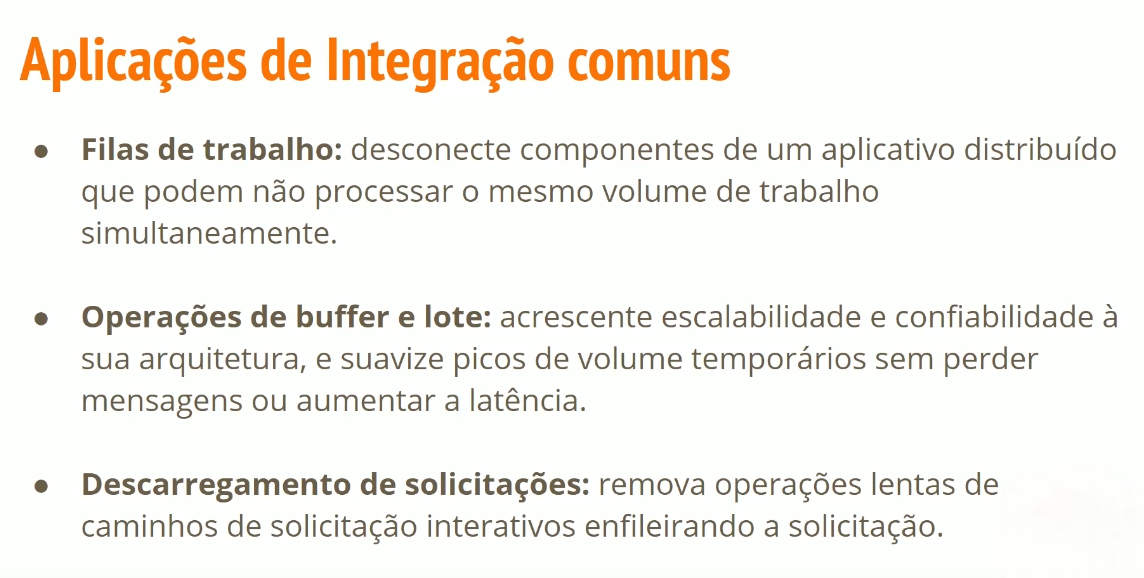 Aplicações de Integração comuns
● Filas de trabalho: desconecte componentes de um aplicativo distribuído
que podem não processar o mesmo volume de trabalho
simultaneamente.
● Operações de buffer e lote: acrescente escalabilidade e confiabilidade à
sua arquitetura, e suavize picos de volume temporários sem perder
mensagens ou aumentar a latência.
● Descarregamento de solicitações: remova operações lentas de
caminhos de solicitação interativos enfileirando a solicitação.